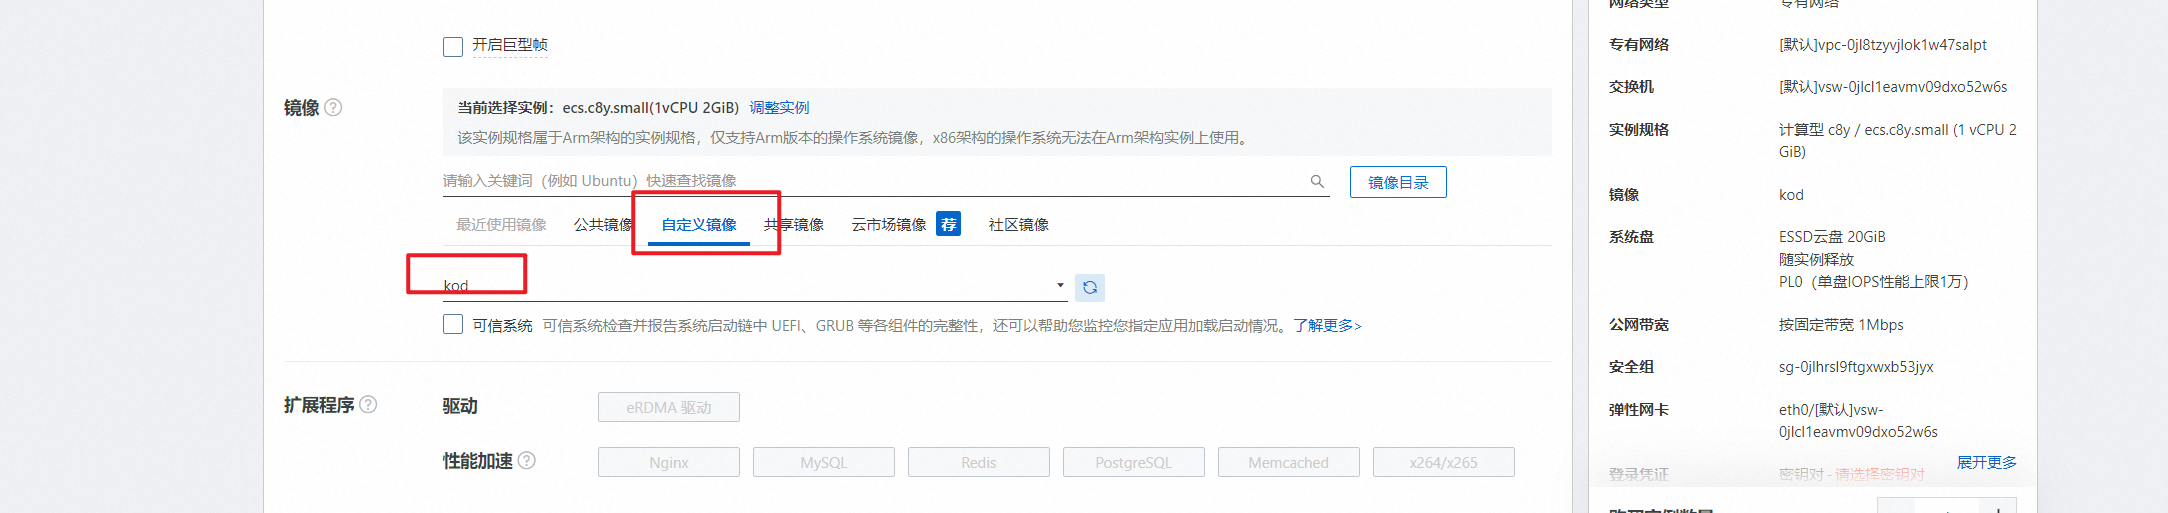 开启巨型帧
镜像
当前选择实例：ecs.c8y.small(1vCPU 2GiB) 调整实例
该实例规格属于Arm架构的实例规格，仅支持Arm版本的操作系统镜像，x86架构的操作系统无法在Arm架构实例上使用。
请输入关键词（例如 Ubuntu）快速查找镜像
镜像目录
最近使用镜像 公共镜像 自定义镜像 共享镜像 云市场镜像 荐 社区镜像
kod
可信系统 可信系统检查并报告系统启动链中 UEFI、GRUB 等各组件的完整性，还可以帮助您监控您指定应用加载启动情况。了解更多>
扩展程序 驱动 eRDMA 驱动
性能加速 Nginx MySQL Redis PostgreSQL Memcached x264/x265
网络类型 专有网络
专有网络 [默认]vpc-0jl8tzyvjlok1w47salpt
交换机 [默认]vsw-0jlcl1eavmv09dxo52w6s
实例规格 计算型 c8y / ecs.c8y.small (1 vCPU 2
GiB)
镜像 kod
系统盘 ESSD云盘 20GiB
随实例释放
PL0（单盘IOPS性能上限1万）
公网带宽 按固定带宽 1Mbps
安全组 sg-0jlhrsl9ftgxwxb53jyx
弹性网卡 eth0/[默认]vsw-
0jlcl1eavmv09dxo52w6s
登录凭证 密钥对 - 请选择密钥对
展开更多